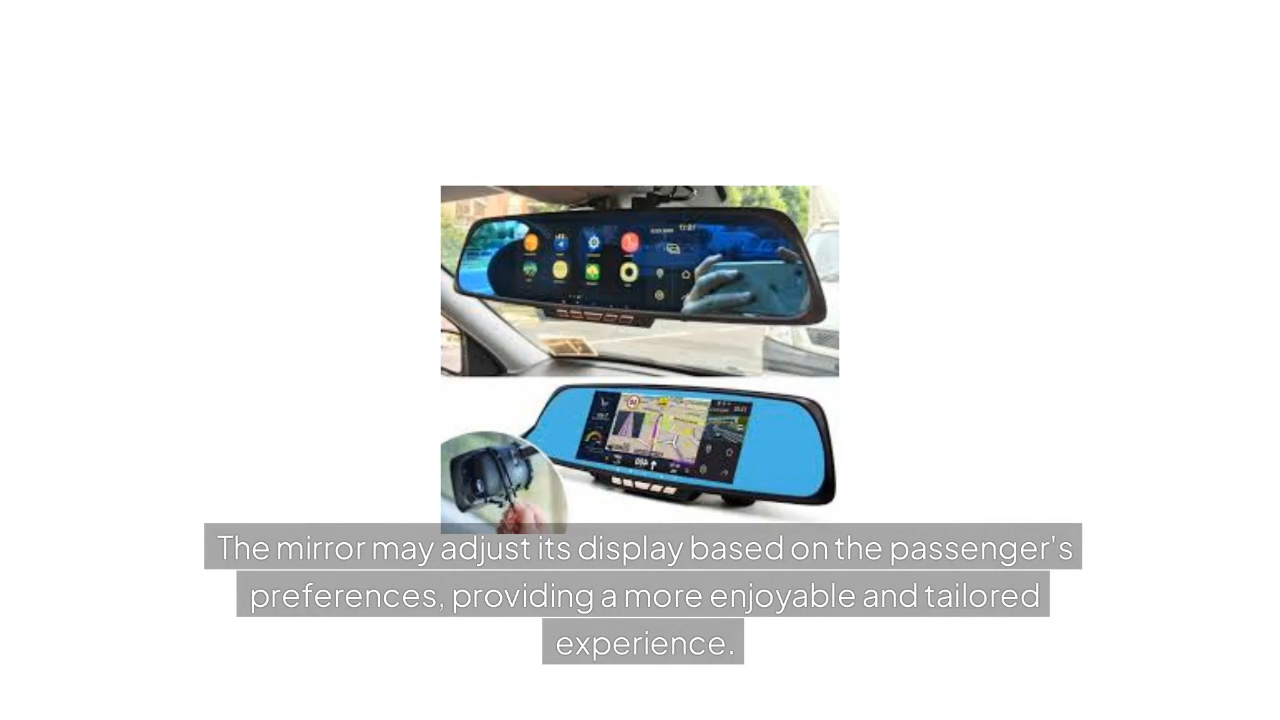 The mirror may adjust its display based on the passenger's
preferences, providing a more enjoyable and tailored
experience.